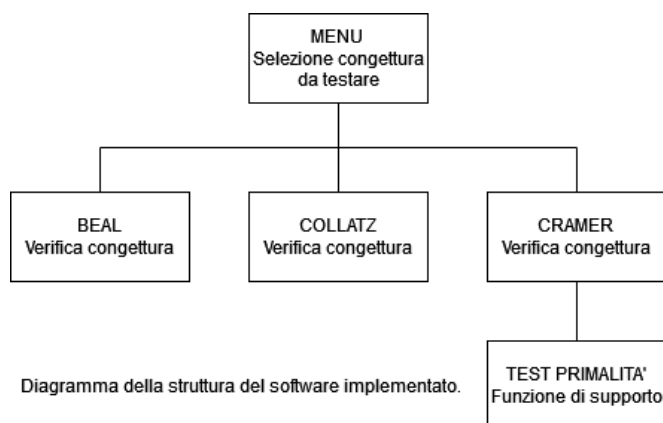 MENU
Selezione congettura
da testare
BEAL
Verifica congettura
COLLATZ
Verifica congettura
CRAMER
Verifica congettura
TEST PRIMALITA'
Funzione di supporto
Diagramma della struttura del software implementato.